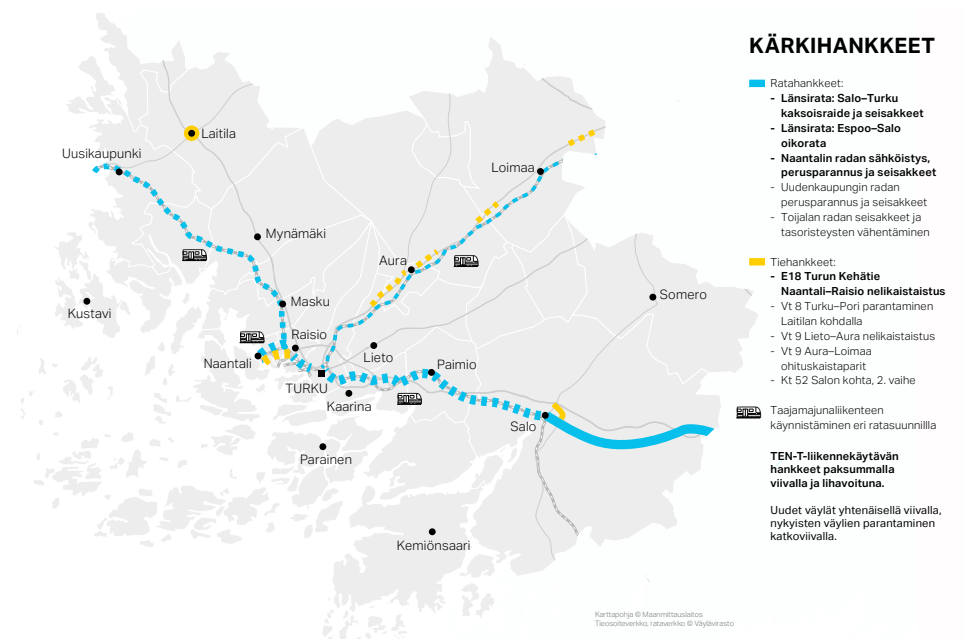 KÄRKIHANKKEET
Ratahankkeet:
- Länsirata: Salo–Turku
kaksoisraide ja seisakkeet
- Länsirata: Espoo–Salo
oikorata
- Naantalin radan sähköistys,
perusparannus ja seisakkeet
- Uudenkaupungin radan
perusparannus ja seisakkeet
- Toijalan radan seisakkeet ja
tasoristeysten vähentäminen
Tiehankkeet:
- E18 Turun Kehätie
Naantali–Raisio nelikaistaistus
- Vt 8 Turku–Pori parantaminen
Laitilan kohdalla
- Vt 9 Lieto–Aura nelikaistaistus
- Vt 9 Aura–Loimaa
ohituskaistaparit
- Kt 52 Salon kohta, 2. vaihe
Taajamajunaliikenteen
käynnistäminen eri ratasuunnillla
TEN-T-liikennekäytävän
hankkeet paksummalla
viivalla ja lihavoituna.
Uudet väylät yhtenäisellä viivalla,
nykyisten väylien parantaminen
katkoviivalla.
Laitila
Uusikaupunki
Loimaa
Mynämäki
Aura
Somero
Masku
Kustavi
Raisio
Lieto
Naantali
Paimio
TURKU
Kaarina
Salo
Parainen
Kemiönsaari
Karttapohja © Maanmittauslaitos
Tieosoiteverkko, rataverkko © Väylävirasto